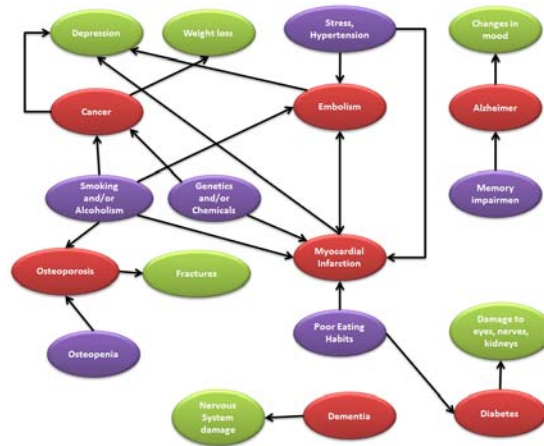 Depression
Weight loss
Stress,
Hypertension
Changes in
mood
Cancer
Embolism
Alzheimer
Smoking
and/or
Alcoholism
Genetics
and/or
Chemicals
Memory
impairmen
Osteoporosis
Fractures
Myocardial
Infarction
Osteopenia
Poor Eating
Habits
Damage to
eyes, nerves,
kidneys
Nervous
System
damage
Dementia
Diabetes